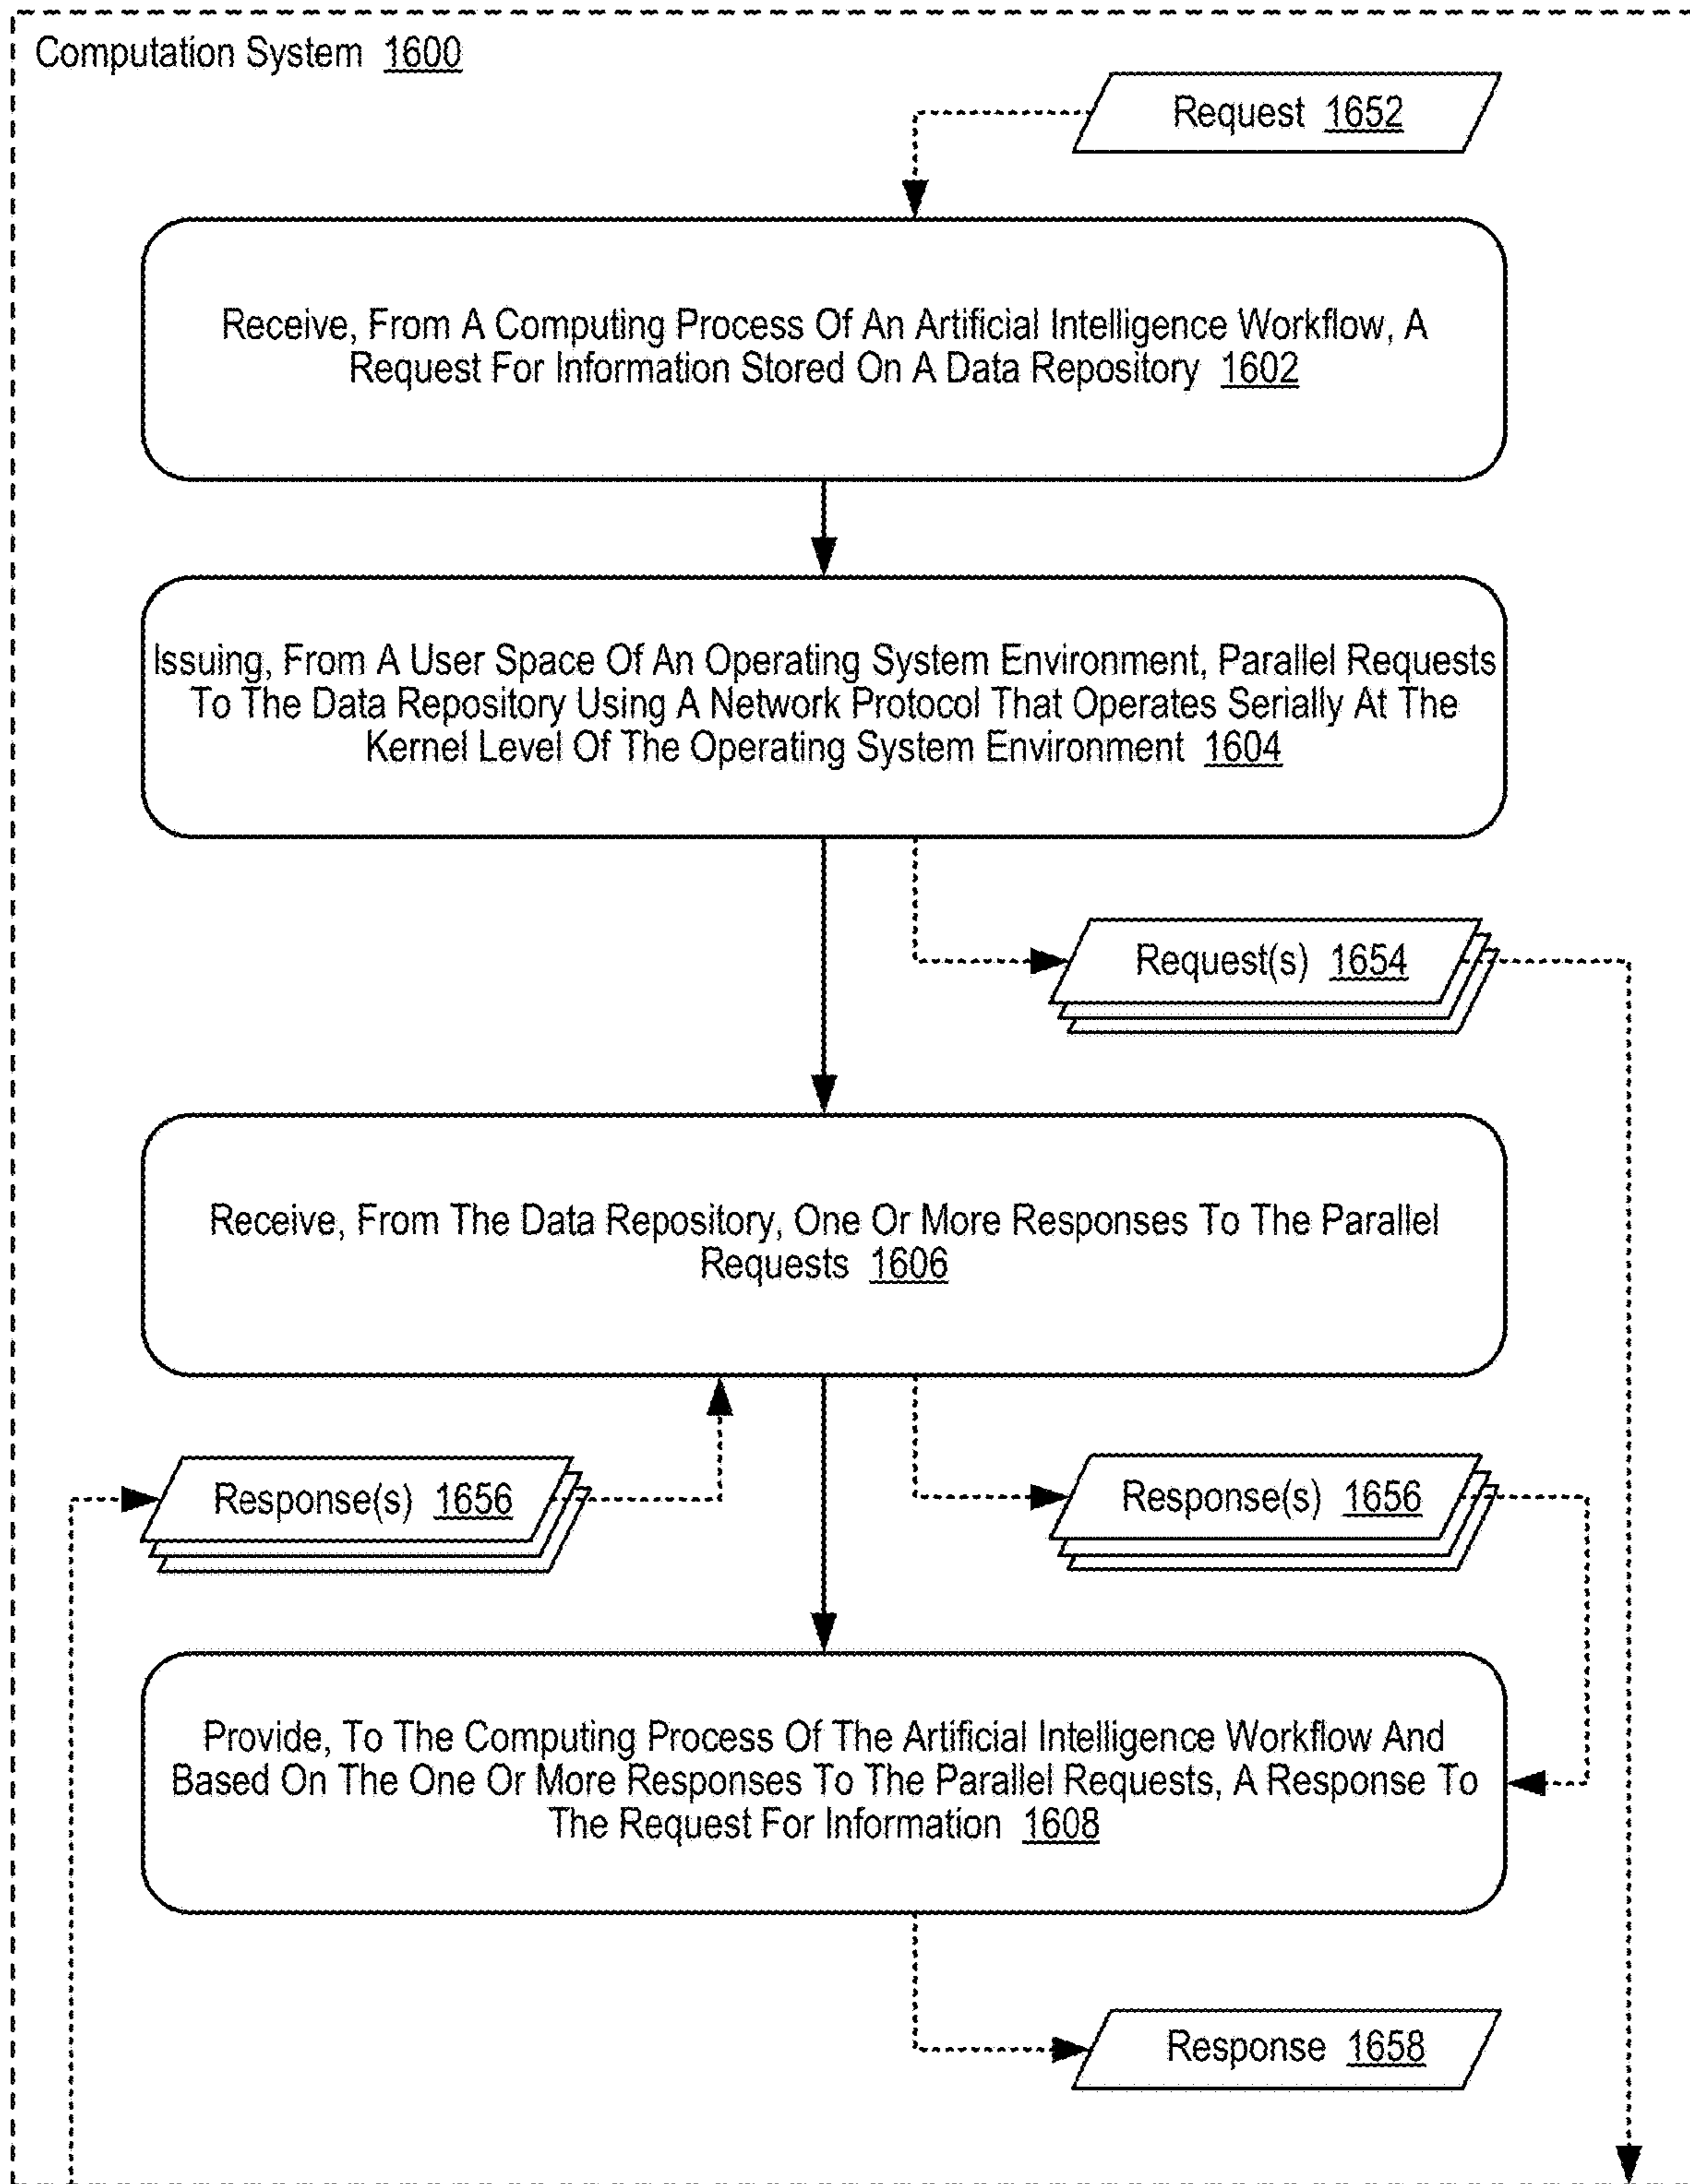 Computation System 1600
Request 1652
Receive, From A Computing Process Of An Artificial Intelligence Workflow, A
Request For Information Stored On A Data Repository 1602
Issuing, From A User Space Of An Operating System Environment, Parallel Requests
To The Data Repository Using A Network Protocol That Operates Serially At The
Kernel Level Of The Operating System Environment 1604
Request(s) 1654
Receive, From The Data Repository, One Or More Responses To The Parallel
Requests 1606
Response(s) 1656
Response(s) 1656
Provide, To The Computing Process Of The Artificial Intelligence Workflow And
Based On The One Or More Responses To The Parallel Requests, A Response To
The Request For Information 1608
Response 1658